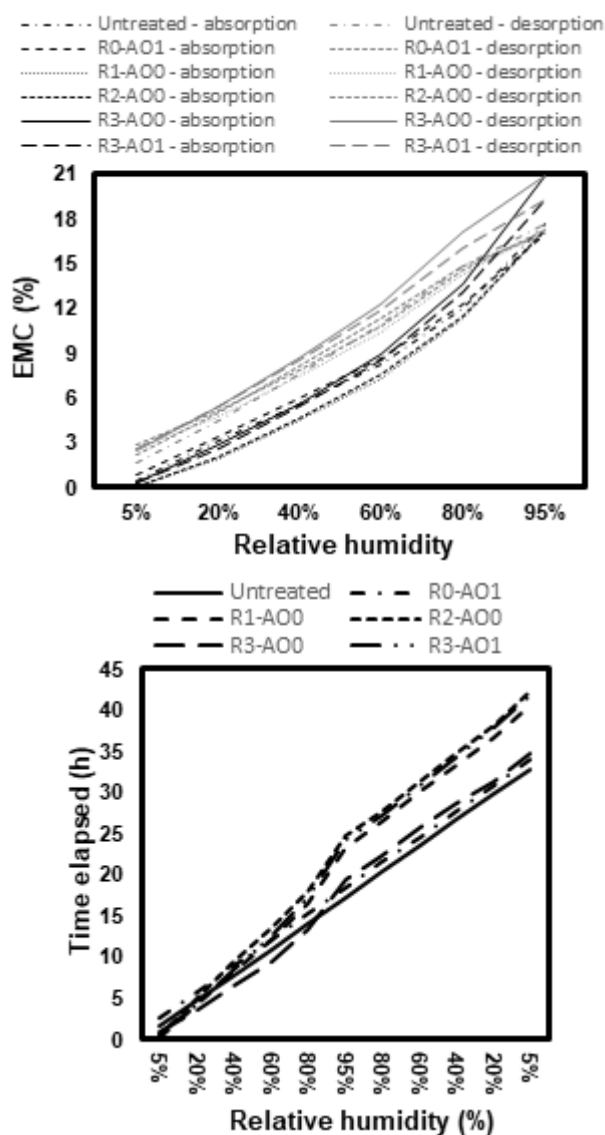 Untreated - absorption Untreated - desorption
R0-AO1 - absorption R0-AO1 - desorption
R1-AO0 - absorption R1-AO0 - desorption
R2-AO0 - absorption R2-AO0 - desorption
R3-AO0 - absorption R3-AO0 - desorption
R3-AO1 - absorption R3-AO1 - desorption
21
18
15
12
9
6
3
0
EMC (%)
5% 20% 40% 60% 80% 95%
Relative humidity
Untreated R0-AO1
R1-AO0 R2-AO0
R3-AO0 R3-AO1
45
40
35
30
25
20
15
10
5
0
Time elapsed (h)
5% 20% 40% 60% 80% 95% 80% 60% 40% 20% 5%
Relative humidity (%)